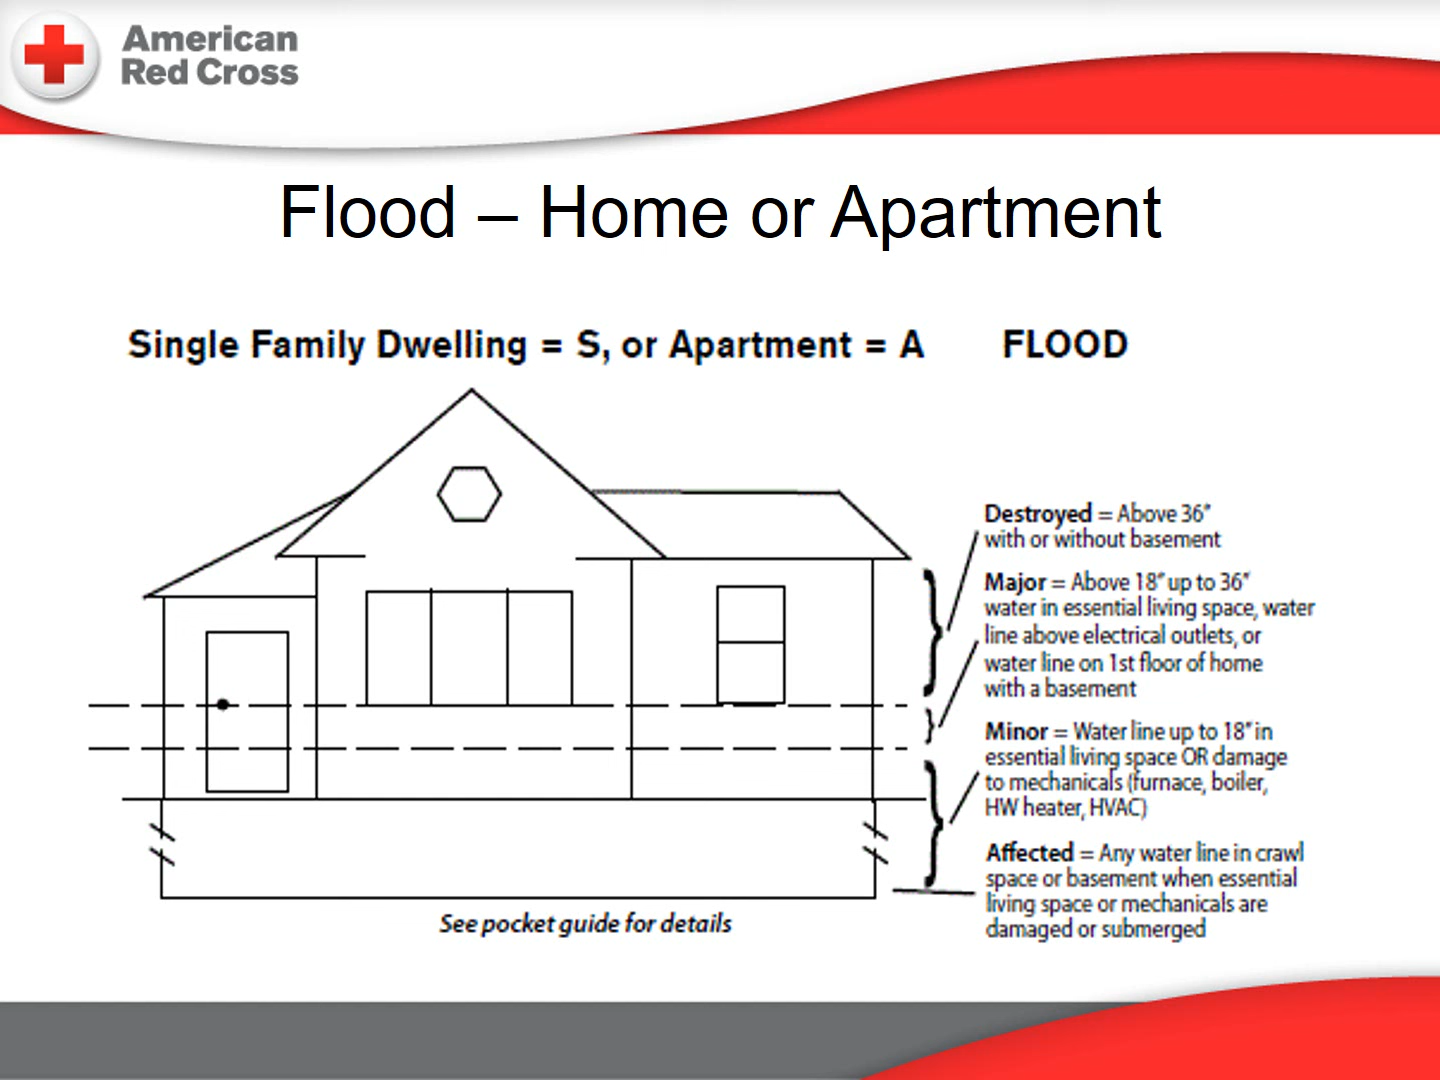 American
Red Cross
Flood – Home or Apartment
Single Family Dwelling = S, or Apartment = A FLOOD
Destroyed = Above 36”
with or without basement
Major = Above 18” up to 36”
water in essential living space, water
line above electrical outlets, or
water line on 1st floor of home
with a basement
Minor = Water line up to 18” in
essential living space OR damage
to mechanicals (furnace, boiler,
HW heater, HVAC)
Affected = Any water line in crawl
space or basement when essential
living space or mechanicals are
damaged or submerged
See pocket guide for details